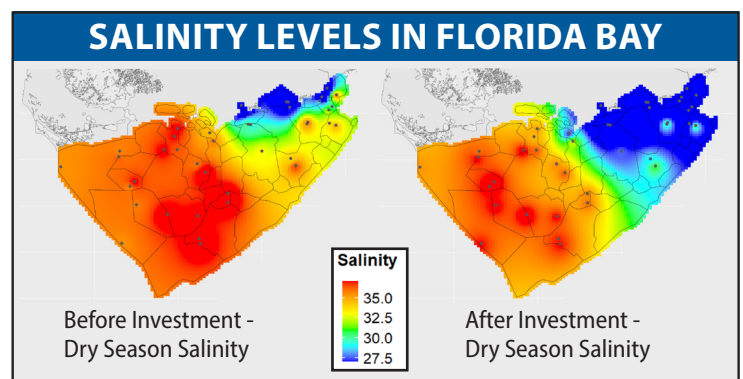 SALINITY LEVELS IN FLORIDA BAY
Before Investment -
Dry Season Salinity
Salinity
35.0
32.5
30.0
27.5
After Investment -
Dry Season Salinity